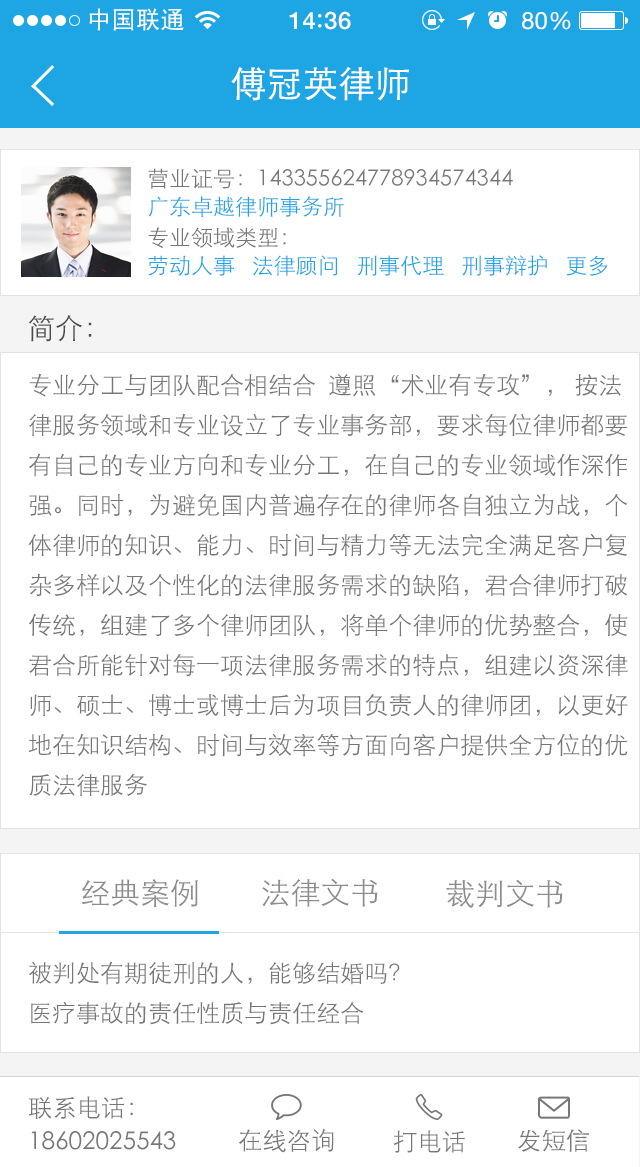 中国联通 14:36 80%
傅冠英律师
营业证号：143355624778934574344
广东卓越律师事务所
专业领域类型：
劳动人事 法律顾问 刑事代理 刑事辩护 更多
简介：
专业分工与团队配合相结合 遵照“术业有专攻”， 按法
律服务领域和专业设立了专业事务部，要求每位律师都要
有自己的专业方向和专业分工，在自己的专业领域作深作
强。同时，为避免国内普遍存在的律师各自独立为战，个
体律师的知识、能力、时间与精力等无法完全满足客户复
杂多样以及个性化的法律服务需求的缺陷，君合律师打破
传统，组建了多个律师团队，将单个律师的优势整合，使
君合所能针对每一项法律服务需求的特点，组建以资深律
师、硕士、博士或博士后为项目负责人的律师团，以更好
地在知识结构、时间与效率等方面向客户提供全方位的优
质法律服务
经典案例 法律文书 裁判文书
被判处有期徒刑的人，能够结婚吗？
医疗事故的责任性质与责任经合
联系电话：
18602025543 在线咨询 打电话 发短信